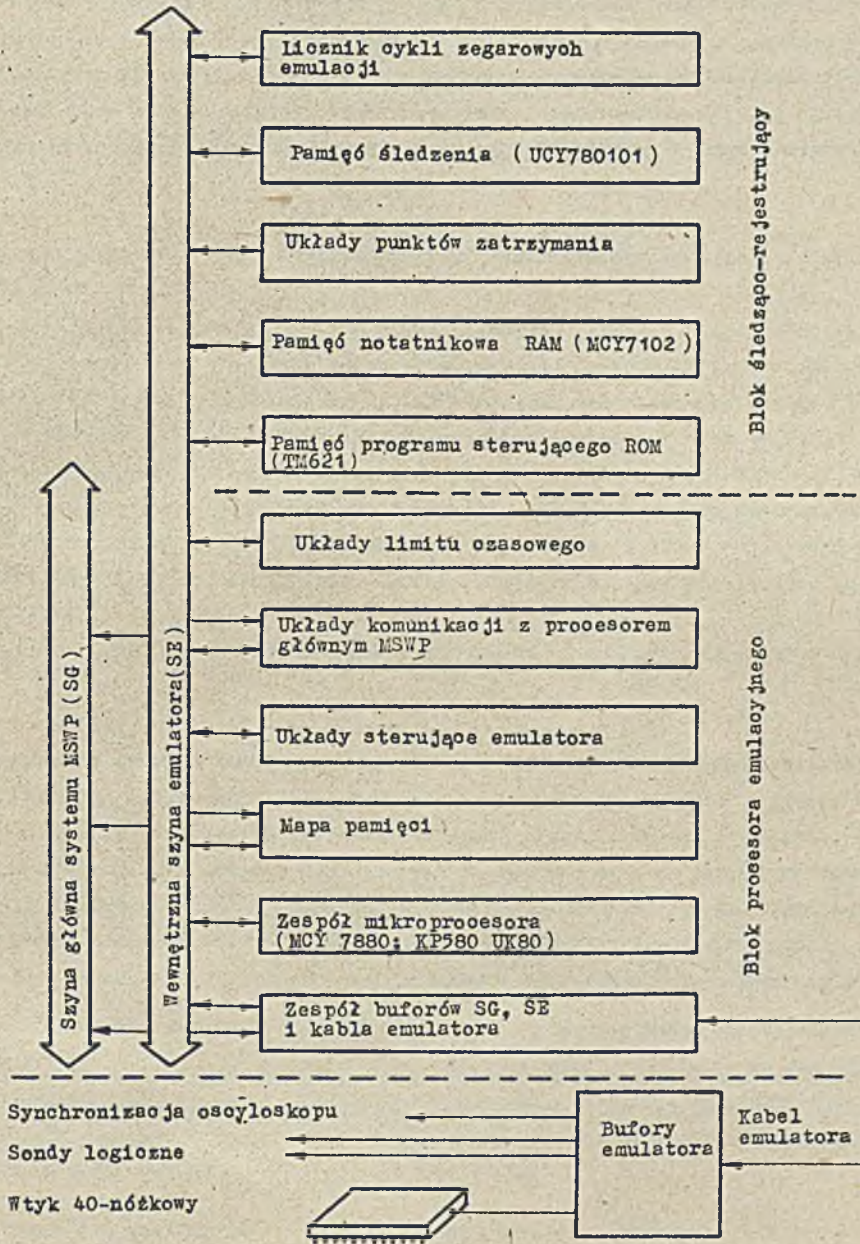 Licznik cykli zegarowych
emulacji
Pamięć śledzenia (UCY780101)
Układy punktów zatrzymania
Pamięć notatnikowa RAM (MCY7102)
Pamięć programu sterującego ROM
(TM621)
Blok śledząco-rejestrujący
Układy limitu czasowego
Układy komunikacji z procesorem
głównym MSWP
Układy sterujące emulatora
Mapa pamięci
Zespół mikroprocesora
(MCY 7880; KP580 UK80)
Zespół buforów SG, SE
i kabla emulatora
Blok procesora emulacyjnego
Szyna główna systemu MSWP (SG)
Wewnętrzna szyna emulatora(SE)
Synchronizacja oscyloskopu
Sondy logiczne
Wtyk 40-nóżkowy
Bufory
emulatora
Kabel
emulatora